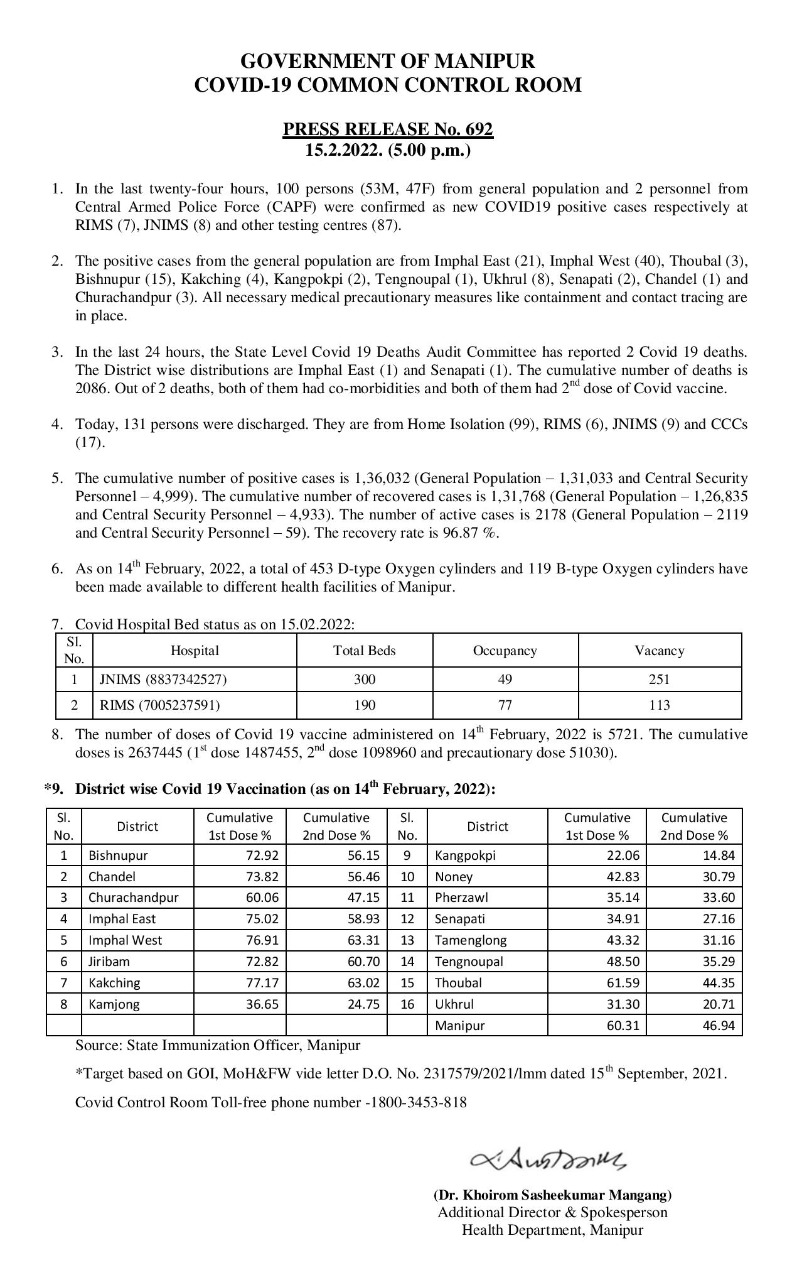 GOVERNMENT OF MANIPUR
COVID-19 COMMON CONTROL ROOM
PRESS RELEASE No. 692
15.2.2022. (5.00 p.m.)
1. In the last twenty-four hours, 100 persons (53M, 47F) from general population and 2 personnel from
Central Armed Police Force (CAPF) were confirmed as new COVID19 positive cases respectively at
RIMS (7), JNIMS (8) and other testing centres (87).
2. The positive cases from the general population are from Imphal East (21), Imphal West (40), Thoubal (3),
Bishnupur (15), Kakching (4), Kangpokpi (2), Tengnoupal (1), Ukhrul (8), Senapati (2), Chandel (1) and
Churachandpur (3). All necessary medical precautionary measures like containment and contact tracing are
in place.
3. In the last 24 hours, the State Level Covid 19 Deaths Audit Committee has reported 2 Covid 19 deaths.
The District wise distributions are Imphal East (1) and Senapati (1). The cumulative number of deaths is
2086. Out of 2 deaths, both of them had co-morbidities and both of them had 2nd dose of Covid vaccine.
4. Today, 131 persons were discharged. They are from Home Isolation (99), RIMS (6), JNIMS (9) and CCCs
(17).
5. The cumulative number of positive cases is 1,36,032 (General Population – 1,31,033 and Central Security
Personnel – 4,999). The cumulative number of recovered cases is 1,31,768 (General Population – 1,26,835
and Central Security Personnel – 4,933). The number of active cases is 2178 (General Population – 2119
and Central Security Personnel – 59). The recovery rate is 96.87 %.
6. As on 14th February, 2022, a total of 453 D-type Oxygen cylinders and 119 B-type Oxygen cylinders have
been made available to different health facilities of Manipur.
7. Covid Hospital Bed status as on 15.02.2022:
Sl. No. Hospital Total Beds Occupancy Vacancy
1 JNIMS (8837342527) 300 49 251
2 RIMS (7005237591) 190 77 113
8. The number of doses of Covid 19 vaccine administered on 14th February, 2022 is 5721. The cumulative
doses is 2637445 (1st dose 1487455, 2nd dose 1098960 and precautionary dose 51030).
*9. District wise Covid 19 Vaccination (as on 14th February, 2022):
Sl. No. District Cumulative 1st Dose % Cumulative 2nd Dose % Sl. No. District Cumulative 1st Dose % Cumulative 2nd Dose %
1 Bishnupur 72.92 56.15 9 Kangpokpi 22.06 14.84
2 Chandel 73.82 56.46 10 Noney 42.83 30.79
3 Churachandpur 60.06 47.15 11 Pherzawl 35.14 33.60
4 Imphal East 75.02 58.93 12 Senapati 34.91 27.16
5 Imphal West 76.91 63.31 13 Tamenglong 43.32 31.16
6 Jiribam 72.82 60.70 14 Tengnoupal 48.50 35.29
7 Kakching 77.17 63.02 15 Thoubal 61.59 44.35
8 Kamjong 36.65 24.75 16 Ukhrul 31.30 20.71
Manipur 60.31 46.94
Source: State Immunization Officer, Manipur
*Target based on GOI, MoH&FW vide letter D.O. No. 2317579/2021/lmm dated 15th September, 2021.
Covid Control Room Toll-free phone number -1800-3453-818
(Dr. Khoirom Sasheekumar Mangang)
Additional Director & Spokesperson
Health Department, Manipur